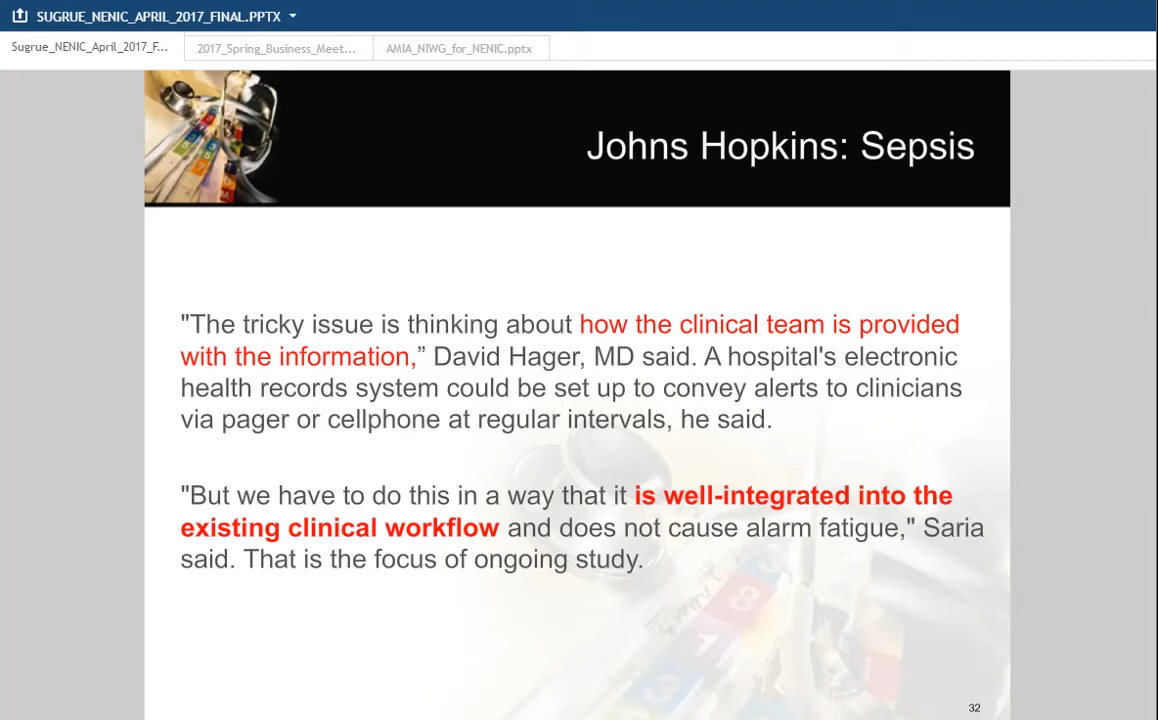 SUGRUE_NENIC_APRIL_2017_FINAL.PPTX
Sugrue_NENIC_April_2017_F...
2017_Spring_Business_Meet...
AMIA_NIWG_for_NENIC.pptx
Johns Hopkins: Sepsis
"The tricky issue is thinking about how the clinical team is provided
with the information,” David Hager, MD said. A hospital's electronic
health records system could be set up to convey alerts to clinicians
via pager or cellphone at regular intervals, he said.
"But we have to do this in a way that it is well-integrated into the
existing clinical workflow and does not cause alarm fatigue," Saria
said. That is the focus of ongoing study.
32